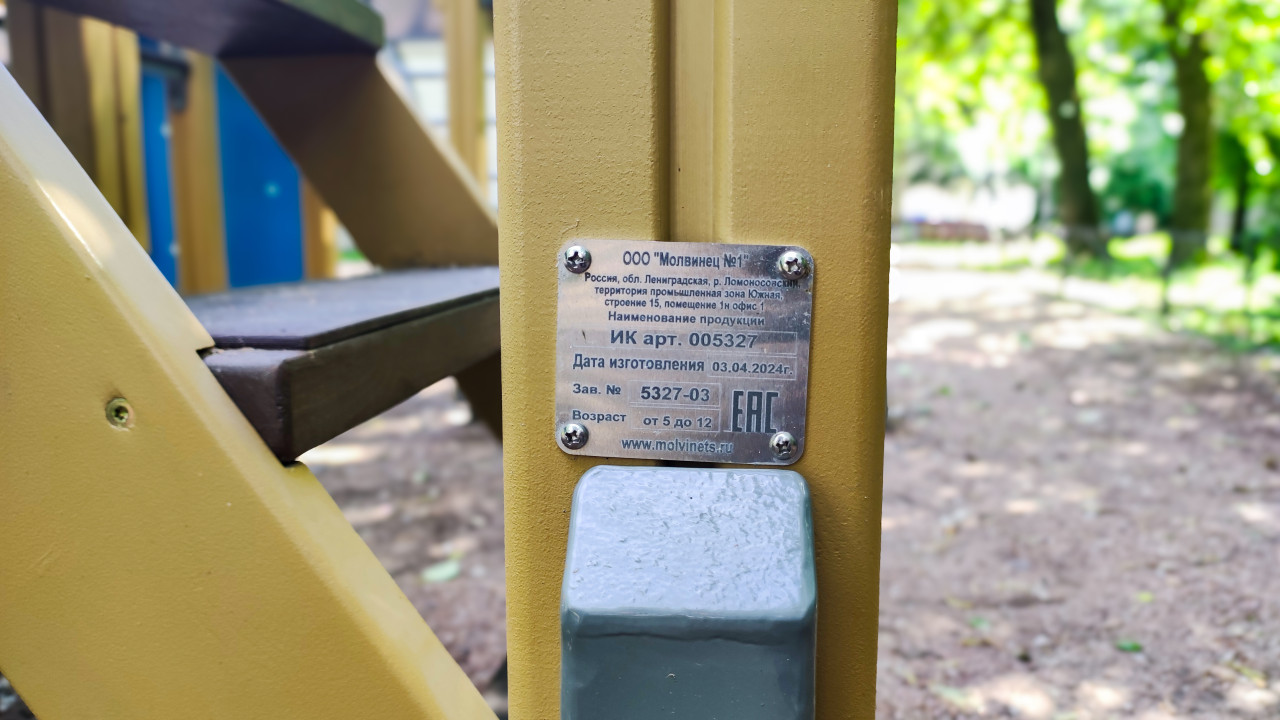 ООО "Молвинец №1"
Россия, обл. Ленинградская, р. Ломоносовский,
территория промышленная зона Южная,
строение 15, помещение 1н офис 1
Наименование продукции
ИК арт. 005327
Дата изготовления 03.04.2024г.
Зав. № 5327-03
Возраст от 5 до 12
ЕАС
www.molvinets.ru